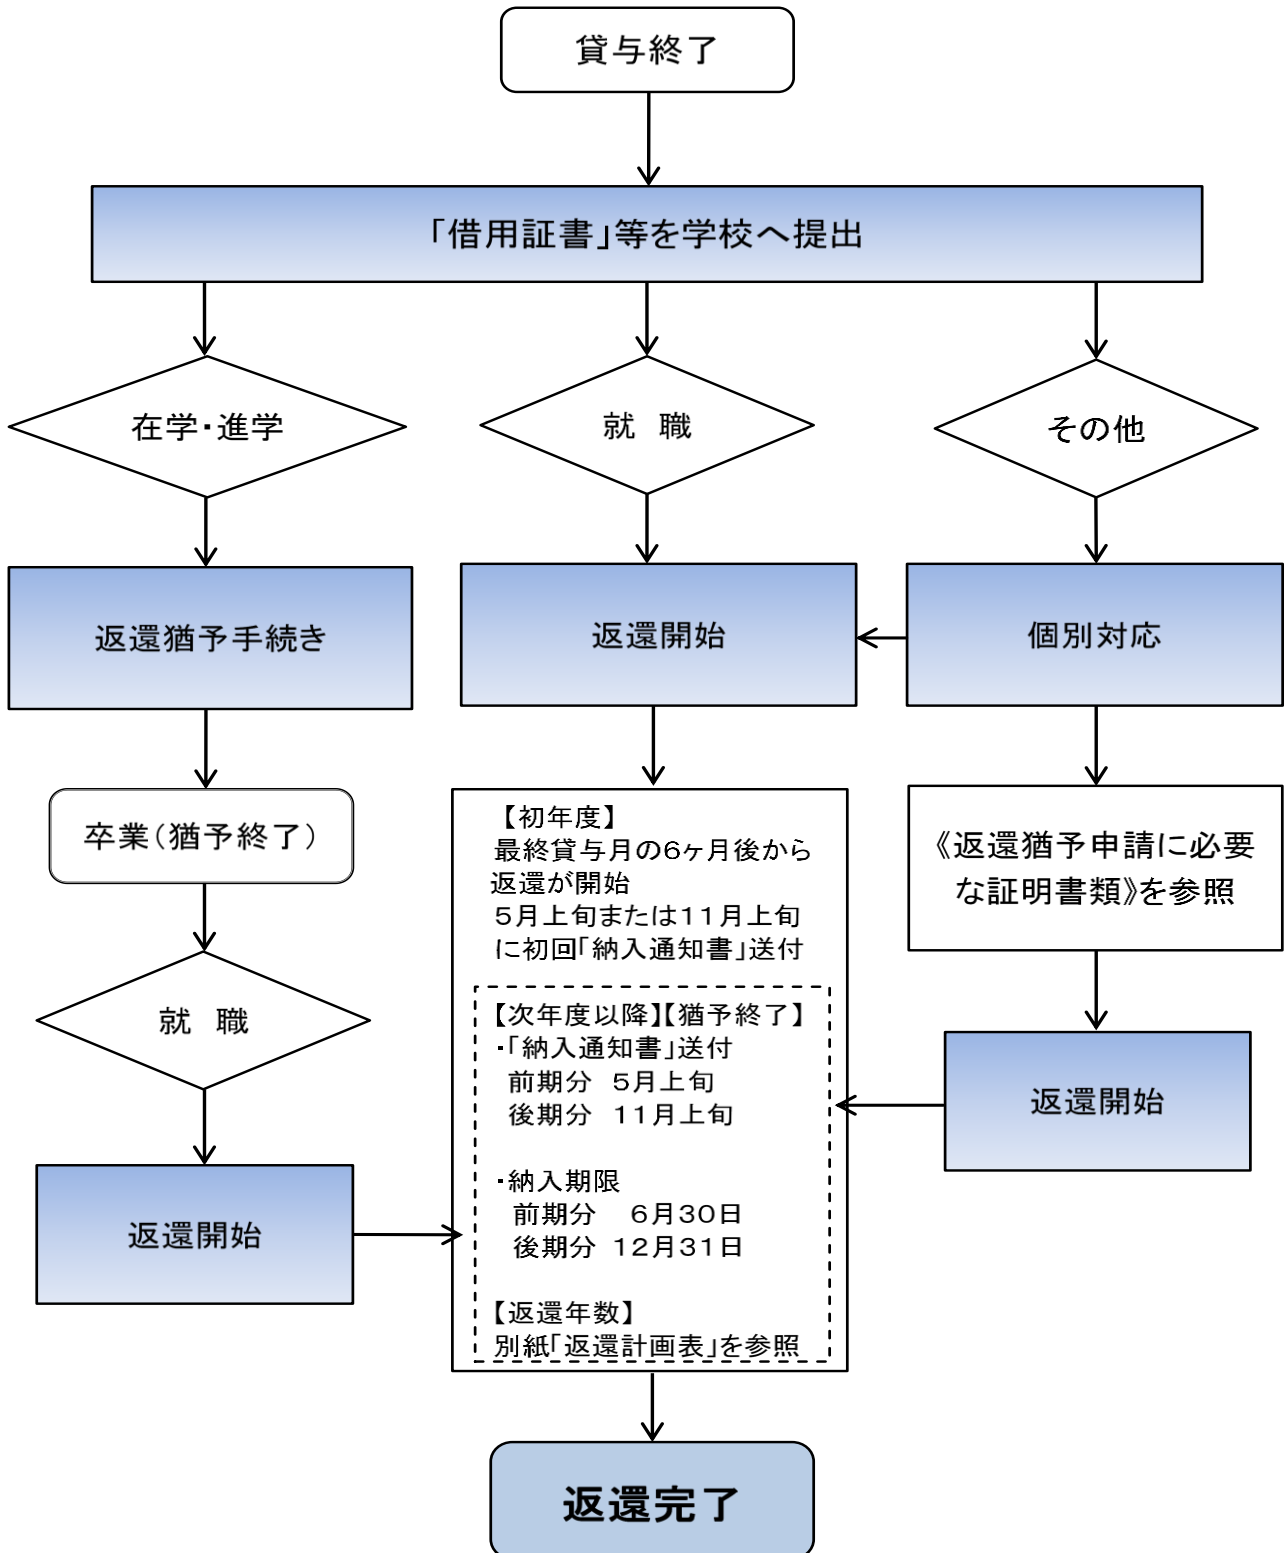 貸与終了
「借用証書」等を学校へ提出
在学・進学
就　職
その他
返還猶予手続き
返還開始
個別対応
卒業(猶予終了)
【初年度】
最終貸与月の6ヶ月後から
返還が開始
5月上旬または11月上旬
に初回「納入通知書」送付
《返還猶予申請に必要
な証明書類》を参照
就　職
【次年度以降】【猶予終了】
・「納入通知書」送付
前期分　5月上旬
後期分　11月上旬
・納入期限
前期分　6月30日
後期分　12月31日
【返還年数】
別紙「返還計画表」を参照
返還開始
返還開始
返還完了